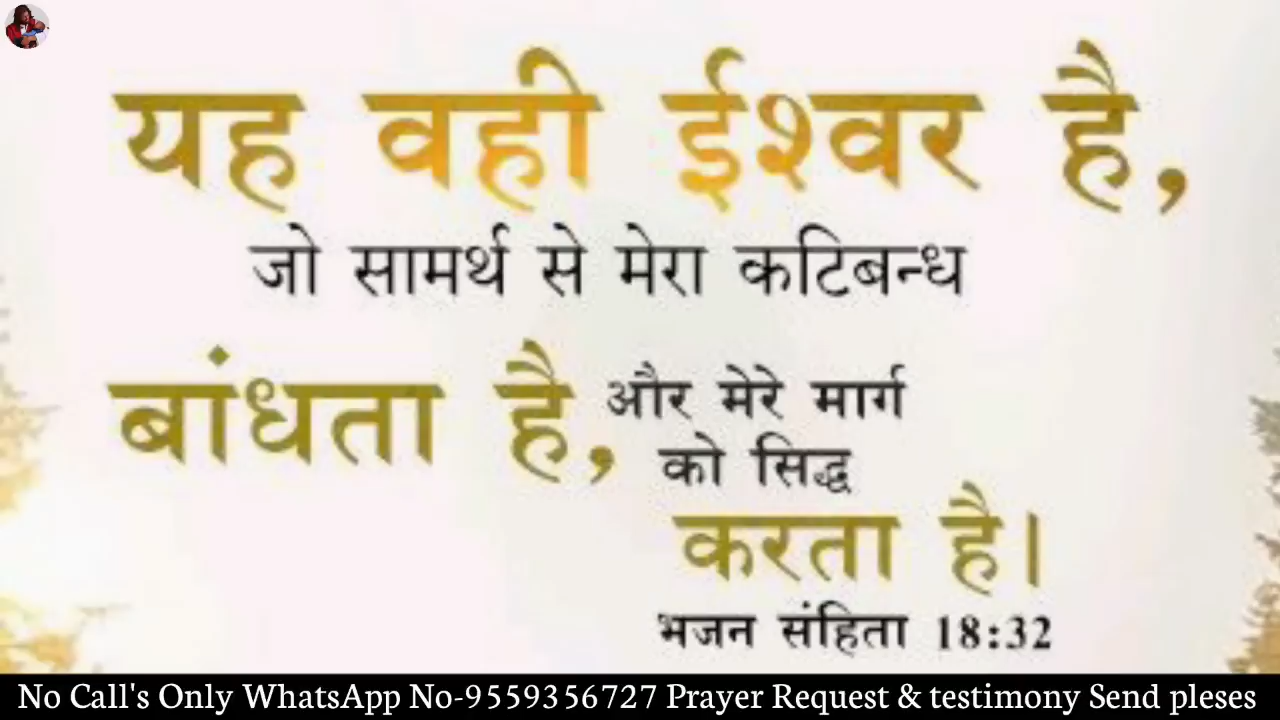 यह वही ईश्वर है,
जो सामर्थ से मेरा कटिबन्ध
बांधता है, और मेरे मार्ग
को सिद्ध
करता है।
भजन संहिता 18:32
No Call's Only WhatsApp No-9559356727 Prayer Request & testimony Send pleses